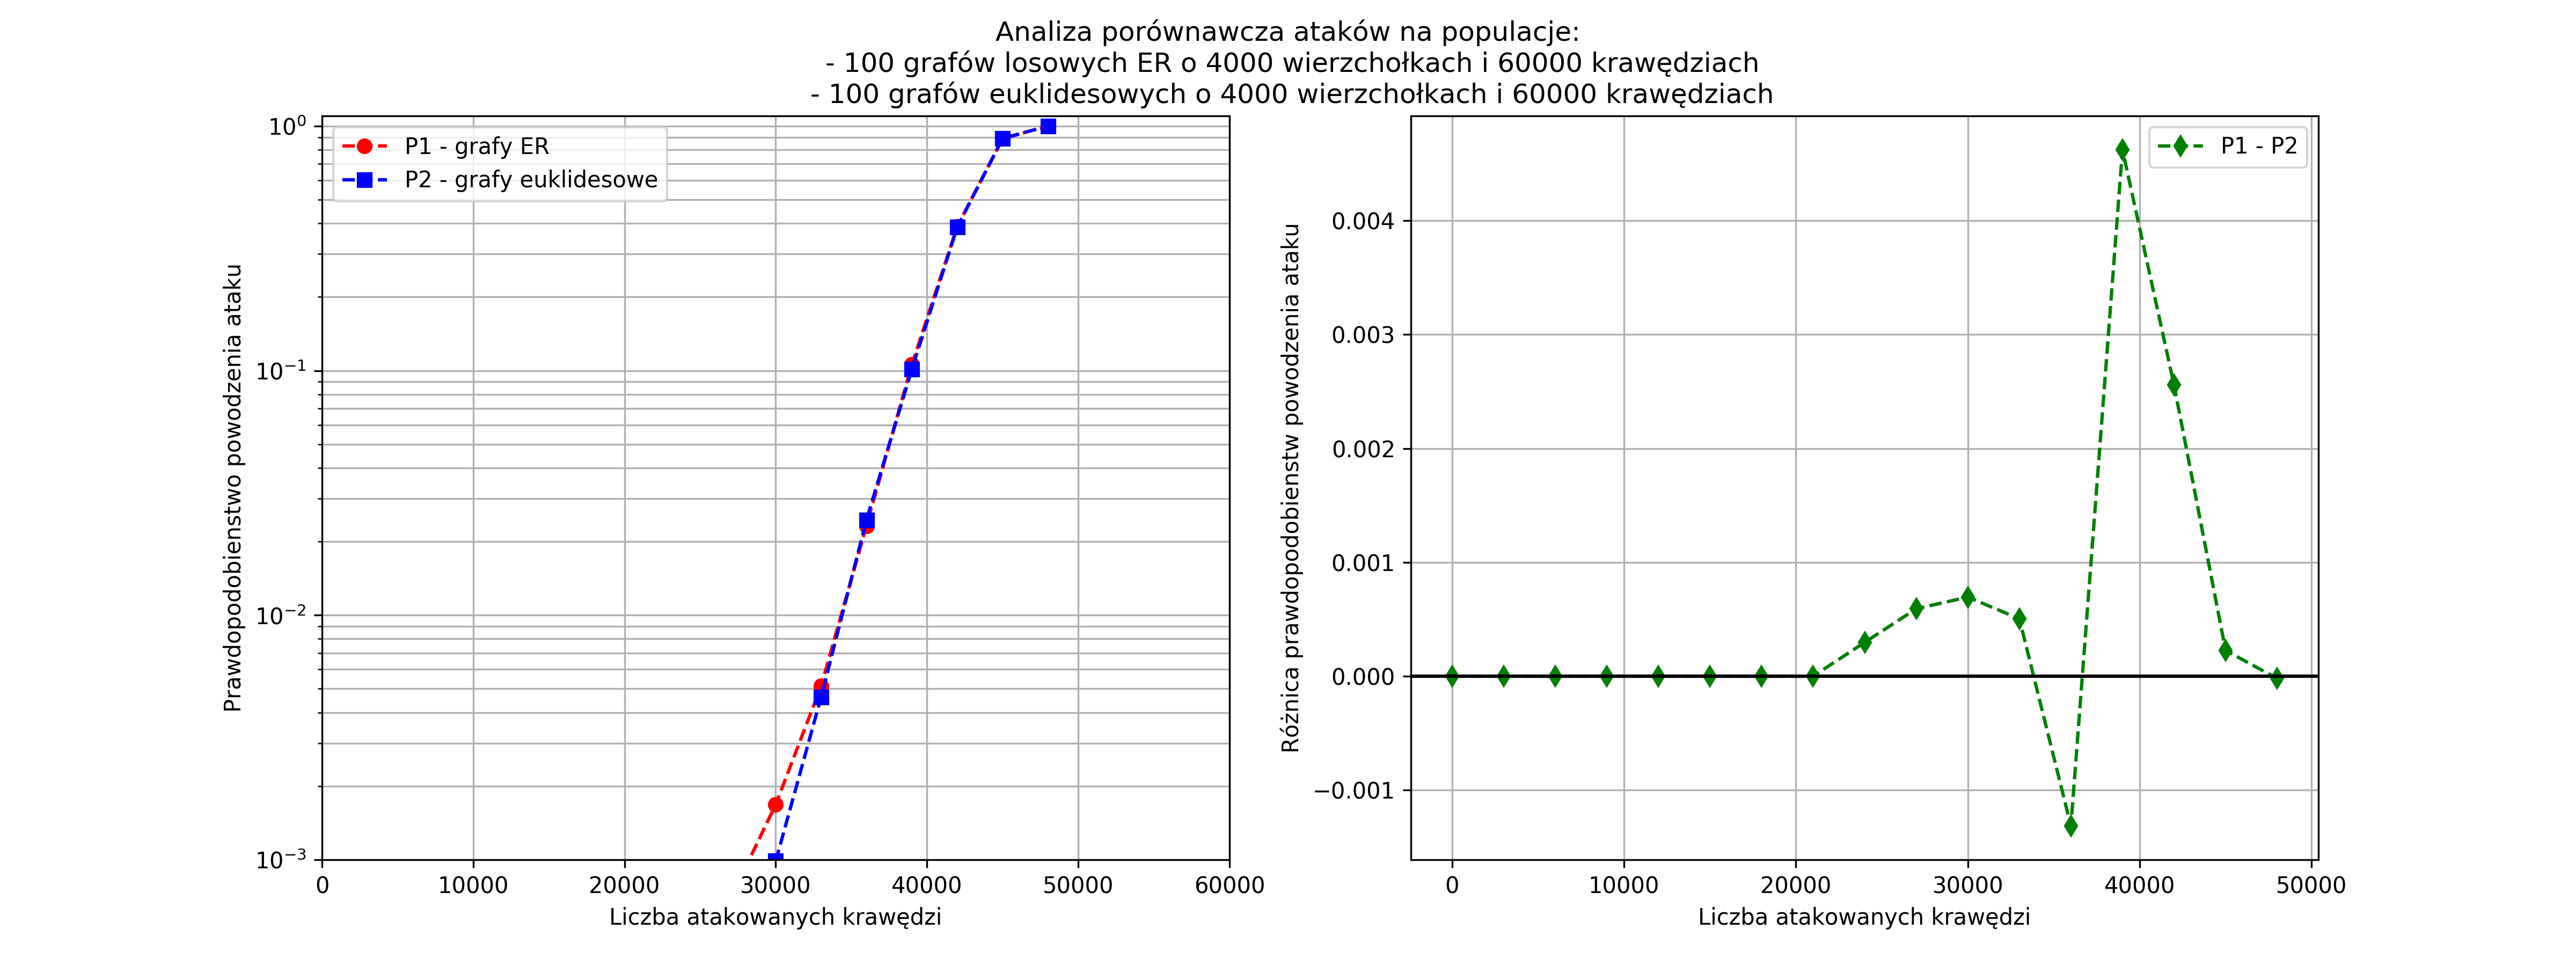 Analiza porównawcza ataków na populacje:
- 100 grafów losowych ER o 4000 wierzchołkach i 60000 krawędziach
- 100 grafów euklidesowych o 4000 wierzchołkach i 60000 krawędziach
Prawdopodobienstwo powodzenia ataku
10⁰
10⁻¹
10⁻²
10⁻³
P1 - grafy ER
P2 - grafy euklidesowe
0 10000 20000 30000 40000 50000 60000
Liczba atakowanych krawędzi
Różnica prawdopodobienstw powodzenia ataku
0.004
0.003
0.002
0.001
0.000
−0.001
P1 - P2
0 10000 20000 30000 40000 50000
Liczba atakowanych krawędzi